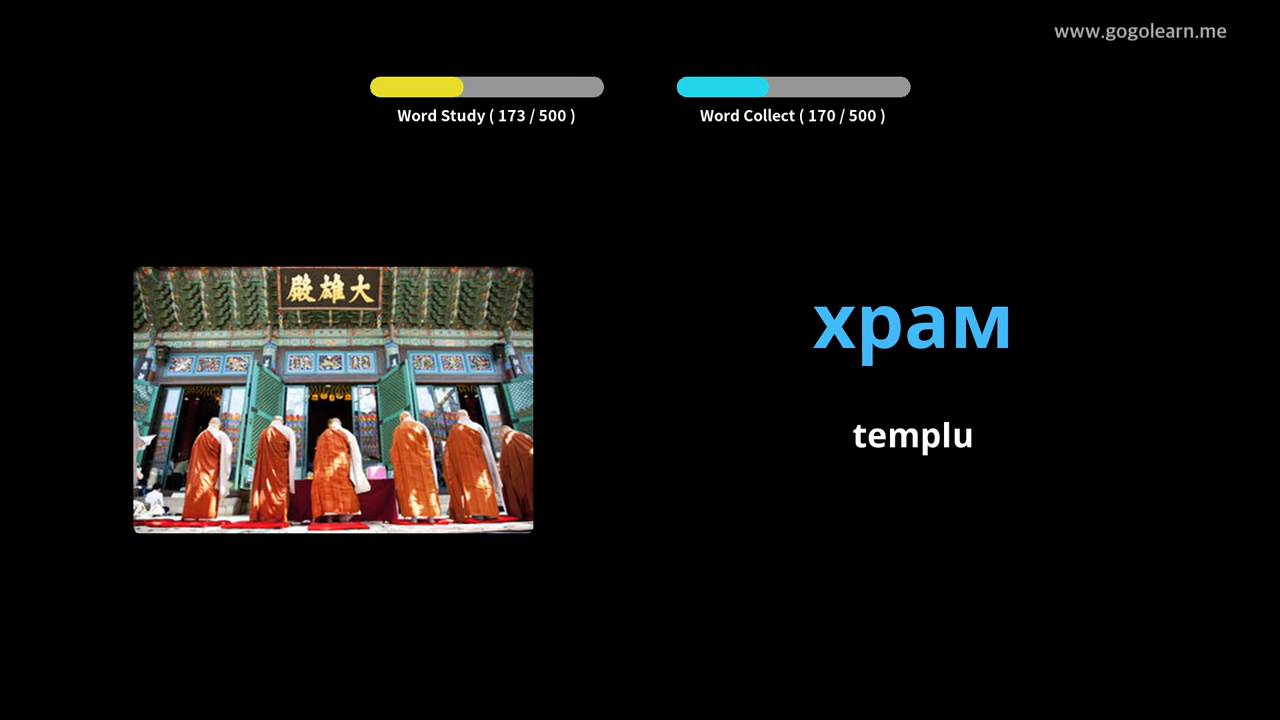 www.gogolearn.me
Word Study ( 173 / 500 )
Word Collect ( 170 / 500 )
殿雄大
храм
templu